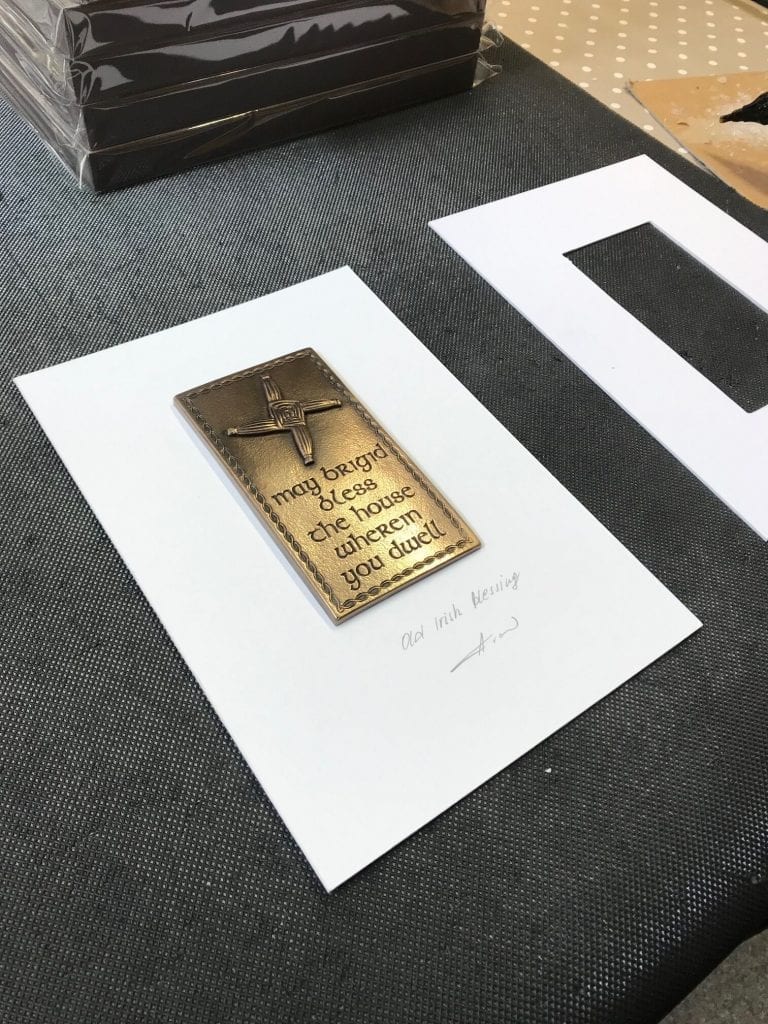 may brigid
bless
the house
wherein
you dwell
Old Irish Blessing